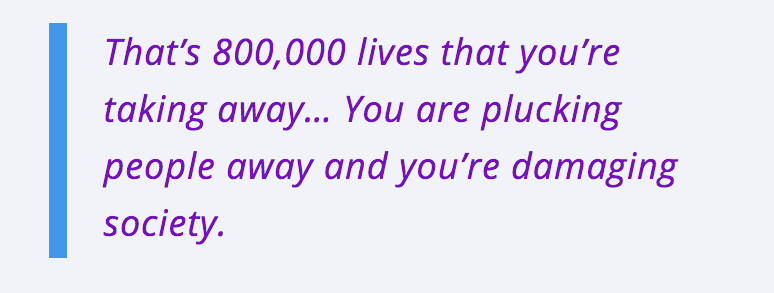 That’s 800,000 lives that you’re
taking away... You are plucking
people away and you’re damaging
society.